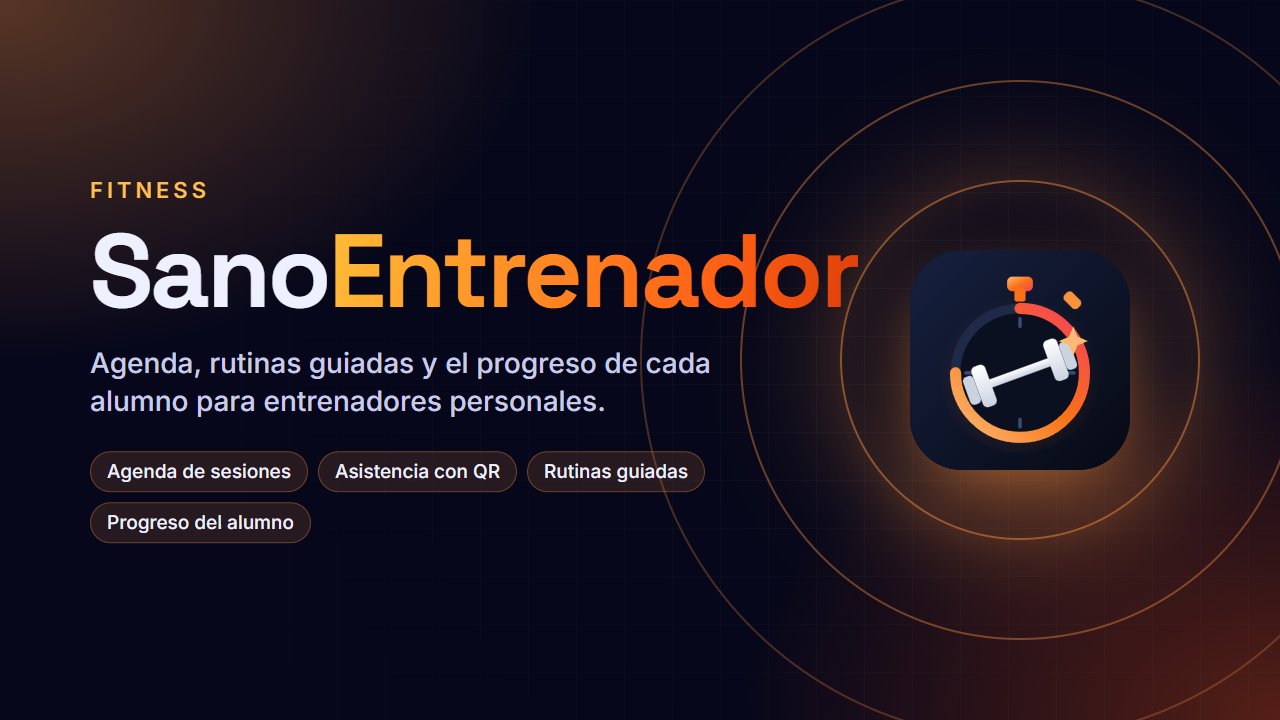 FITNESS
SanoEntrenador
Agenda, rutinas guiadas y el progreso de cada
alumno para entrenadores personales.
Agenda de sesiones
Asistencia con QR
Rutinas guiadas
Progreso del alumno